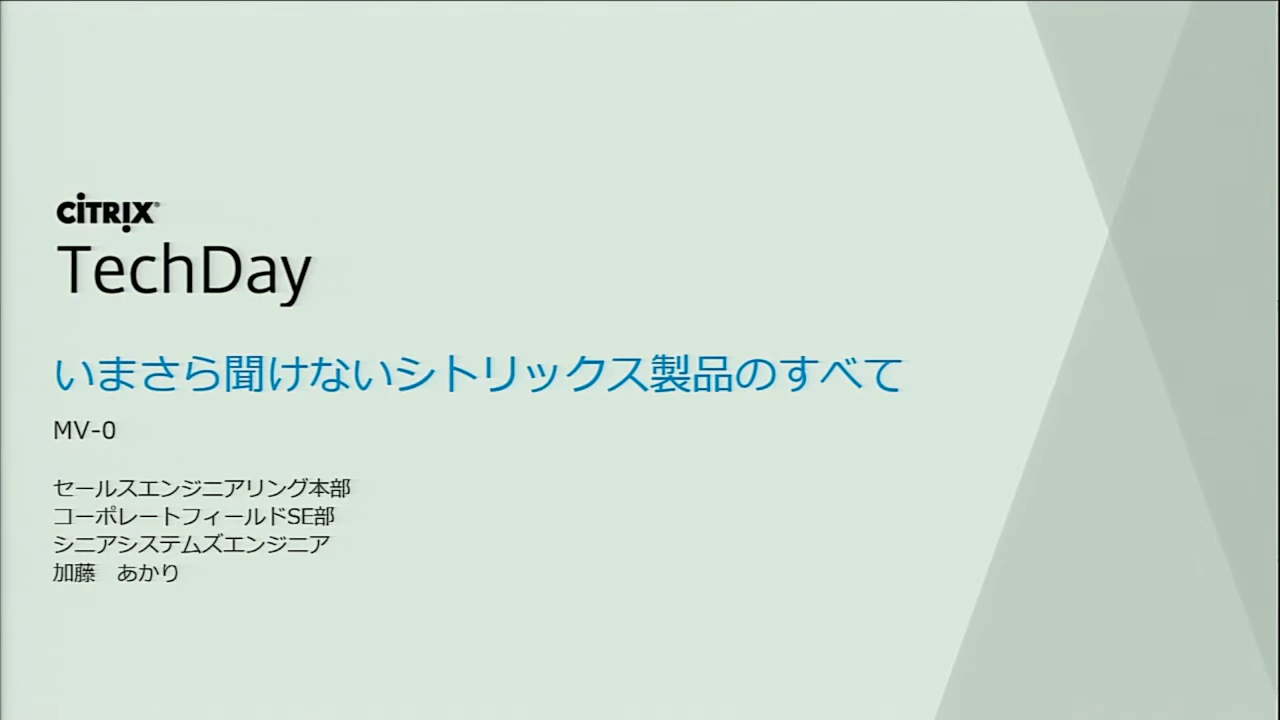 CiTRIX®
TechDay
いまさら聞けないシトリックス製品のすべて
MV-0
セールスエンジニアリング本部
コーポレートフィールドSE部
シニアシステムズエンジニア
加藤　あかり